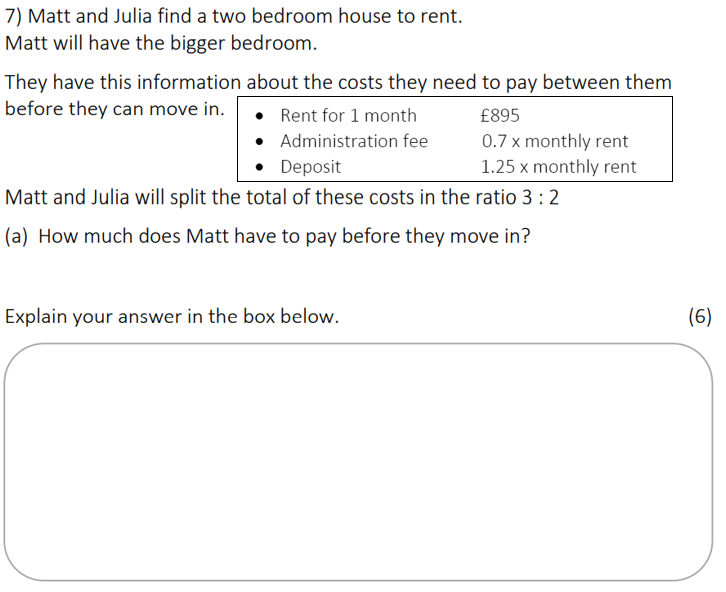 7) Matt and Julia find a two bedroom house to rent.
Matt will have the bigger bedroom.
They have this information about the costs they need to pay between them
before they can move in.
• Rent for 1 month £895
• Administration fee 0.7 x monthly rent
• Deposit 1.25 x monthly rent
Matt and Julia will split the total of these costs in the ratio 3 : 2
(a) How much does Matt have to pay before they move in?
Explain your answer in the box below. (6)